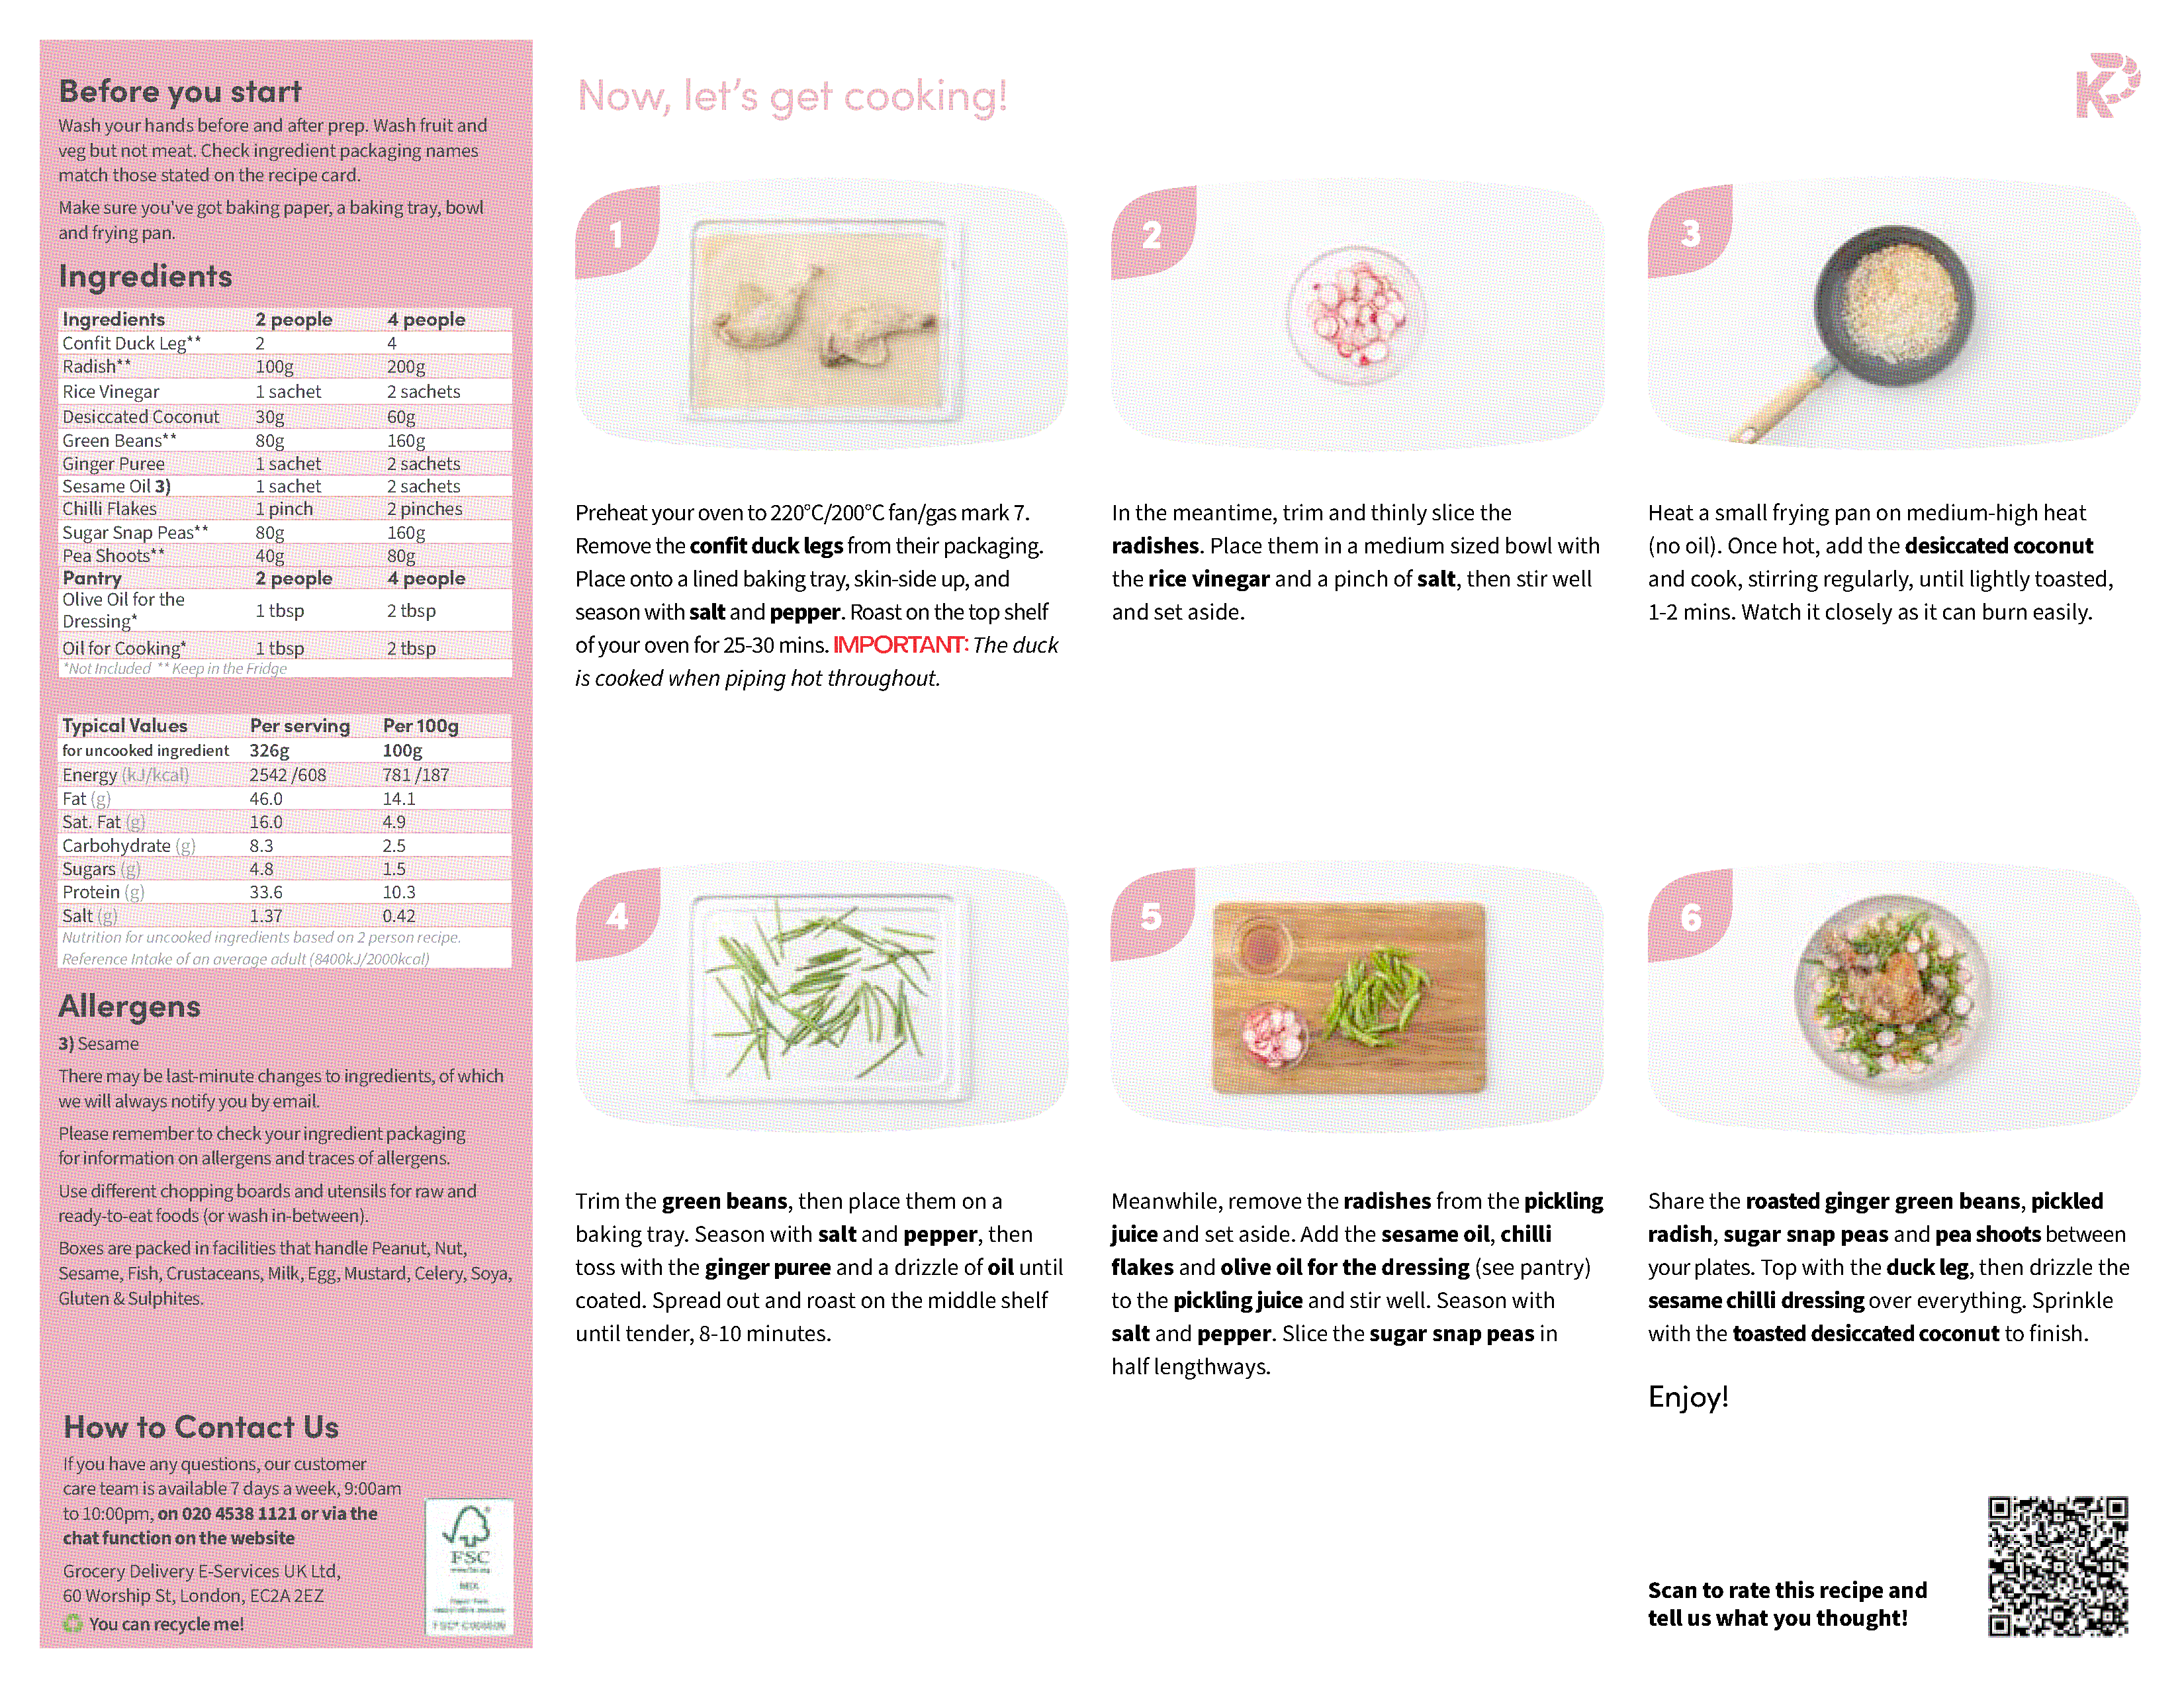 Before you start
Wash your hands before and after prep. Wash fruit and
veg but not meat. Check ingredient packaging names
match those stated on the recipe card.
Make sure you've got baking paper, a baking tray, bowl
and frying pan.
Ingredients
Ingredients 2 people 4 people
Confit Duck Leg** 2 4
Radish** 100g 200g
Rice Vinegar 1 sachet 2 sachets
Desiccated Coconut 30g 60g
Green Beans** 80g 160g
Ginger Puree 1 sachet 2 sachets
Sesame Oil 3) 1 sachet 2 sachets
Chilli Flakes 1 pinch 2 pinches
Sugar Snap Peas** 80g 160g
Pea Shoots** 40g 80g
Pantry 2 people 4 people
Olive Oil for the
Dressing* 1 tbsp 2 tbsp
Oil for Cooking* 1 tbsp 2 tbsp
*Not Included ** Keep in the Fridge
Typical Values Per serving Per 100g
for uncooked ingredient 326g 100g
Energy (kJ/kcal) 2542 /608 781 /187
Fat (g) 46.0 14.1
Sat. Fat (g) 16.0 4.9
Carbohydrate (g) 8.3 2.5
Sugars (g) 4.8 1.5
Protein (g) 33.6 10.3
Salt (g) 1.37 0.42
Nutrition for uncooked ingredients based on 2 person recipe.
Reference Intake of an average adult (8400kJ/2000kcal)
Allergens
3) Sesame
There may be last-minute changes to ingredients, of which
we will always notify you by email.
Please remember to check your ingredient packaging
for information on allergens and traces of allergens.
Use different chopping boards and utensils for raw and
ready-to-eat foods (or wash in-between).
Boxes are packed in facilities that handle Peanut, Nut,
Sesame, Fish, Crustaceans, Milk, Egg, Mustard, Celery, Soya,
Gluten & Sulphites.
How to Contact Us
If you have any questions, our customer
care team is available 7 days a week, 9:00am
to 10:00pm, on 020 4538 1121 or via the
chat function on the website
Grocery Delivery E-Services UK Ltd,
60 Worship St, London, EC2A 2EZ
You can recycle me!
FSC
Now, let's get cooking!
K
1
Preheat your oven to 220°C/200°C fan/gas mark 7.
Remove the confit duck legs from their packaging.
Place onto a lined baking tray, skin-side up, and
season with salt and pepper. Roast on the top shelf
of your oven for 25-30 mins. IMPORTANT: The duck
is cooked when piping hot throughout.
2
In the meantime, trim and thinly slice the
radishes. Place them in a medium sized bowl with
the rice vinegar and a pinch of salt, then stir well
and set aside.
3
Heat a small frying pan on medium-high heat
(no oil). Once hot, add the desiccated coconut
and cook, stirring regularly, until lightly toasted,
1-2 mins. Watch it closely as it can burn easily.
4
Trim the green beans, then place them on a
baking tray. Season with salt and pepper, then
toss with the ginger puree and a drizzle of oil until
coated. Spread out and roast on the middle shelf
until tender, 8-10 minutes.
5
Meanwhile, remove the radishes from the pickling
juice and set aside. Add the sesame oil, chilli
flakes and olive oil for the dressing (see pantry)
to the pickling juice and stir well. Season with
salt and pepper. Slice the sugar snap peas in
half lengthways.
6
Share the roasted ginger green beans, pickled
radish, sugar snap peas and pea shoots between
your plates. Top with the duck leg, then drizzle the
sesame chilli dressing over everything. Sprinkle
with the toasted desiccated coconut to finish.
Enjoy!
Scan to rate this recipe and
tell us what you thought!